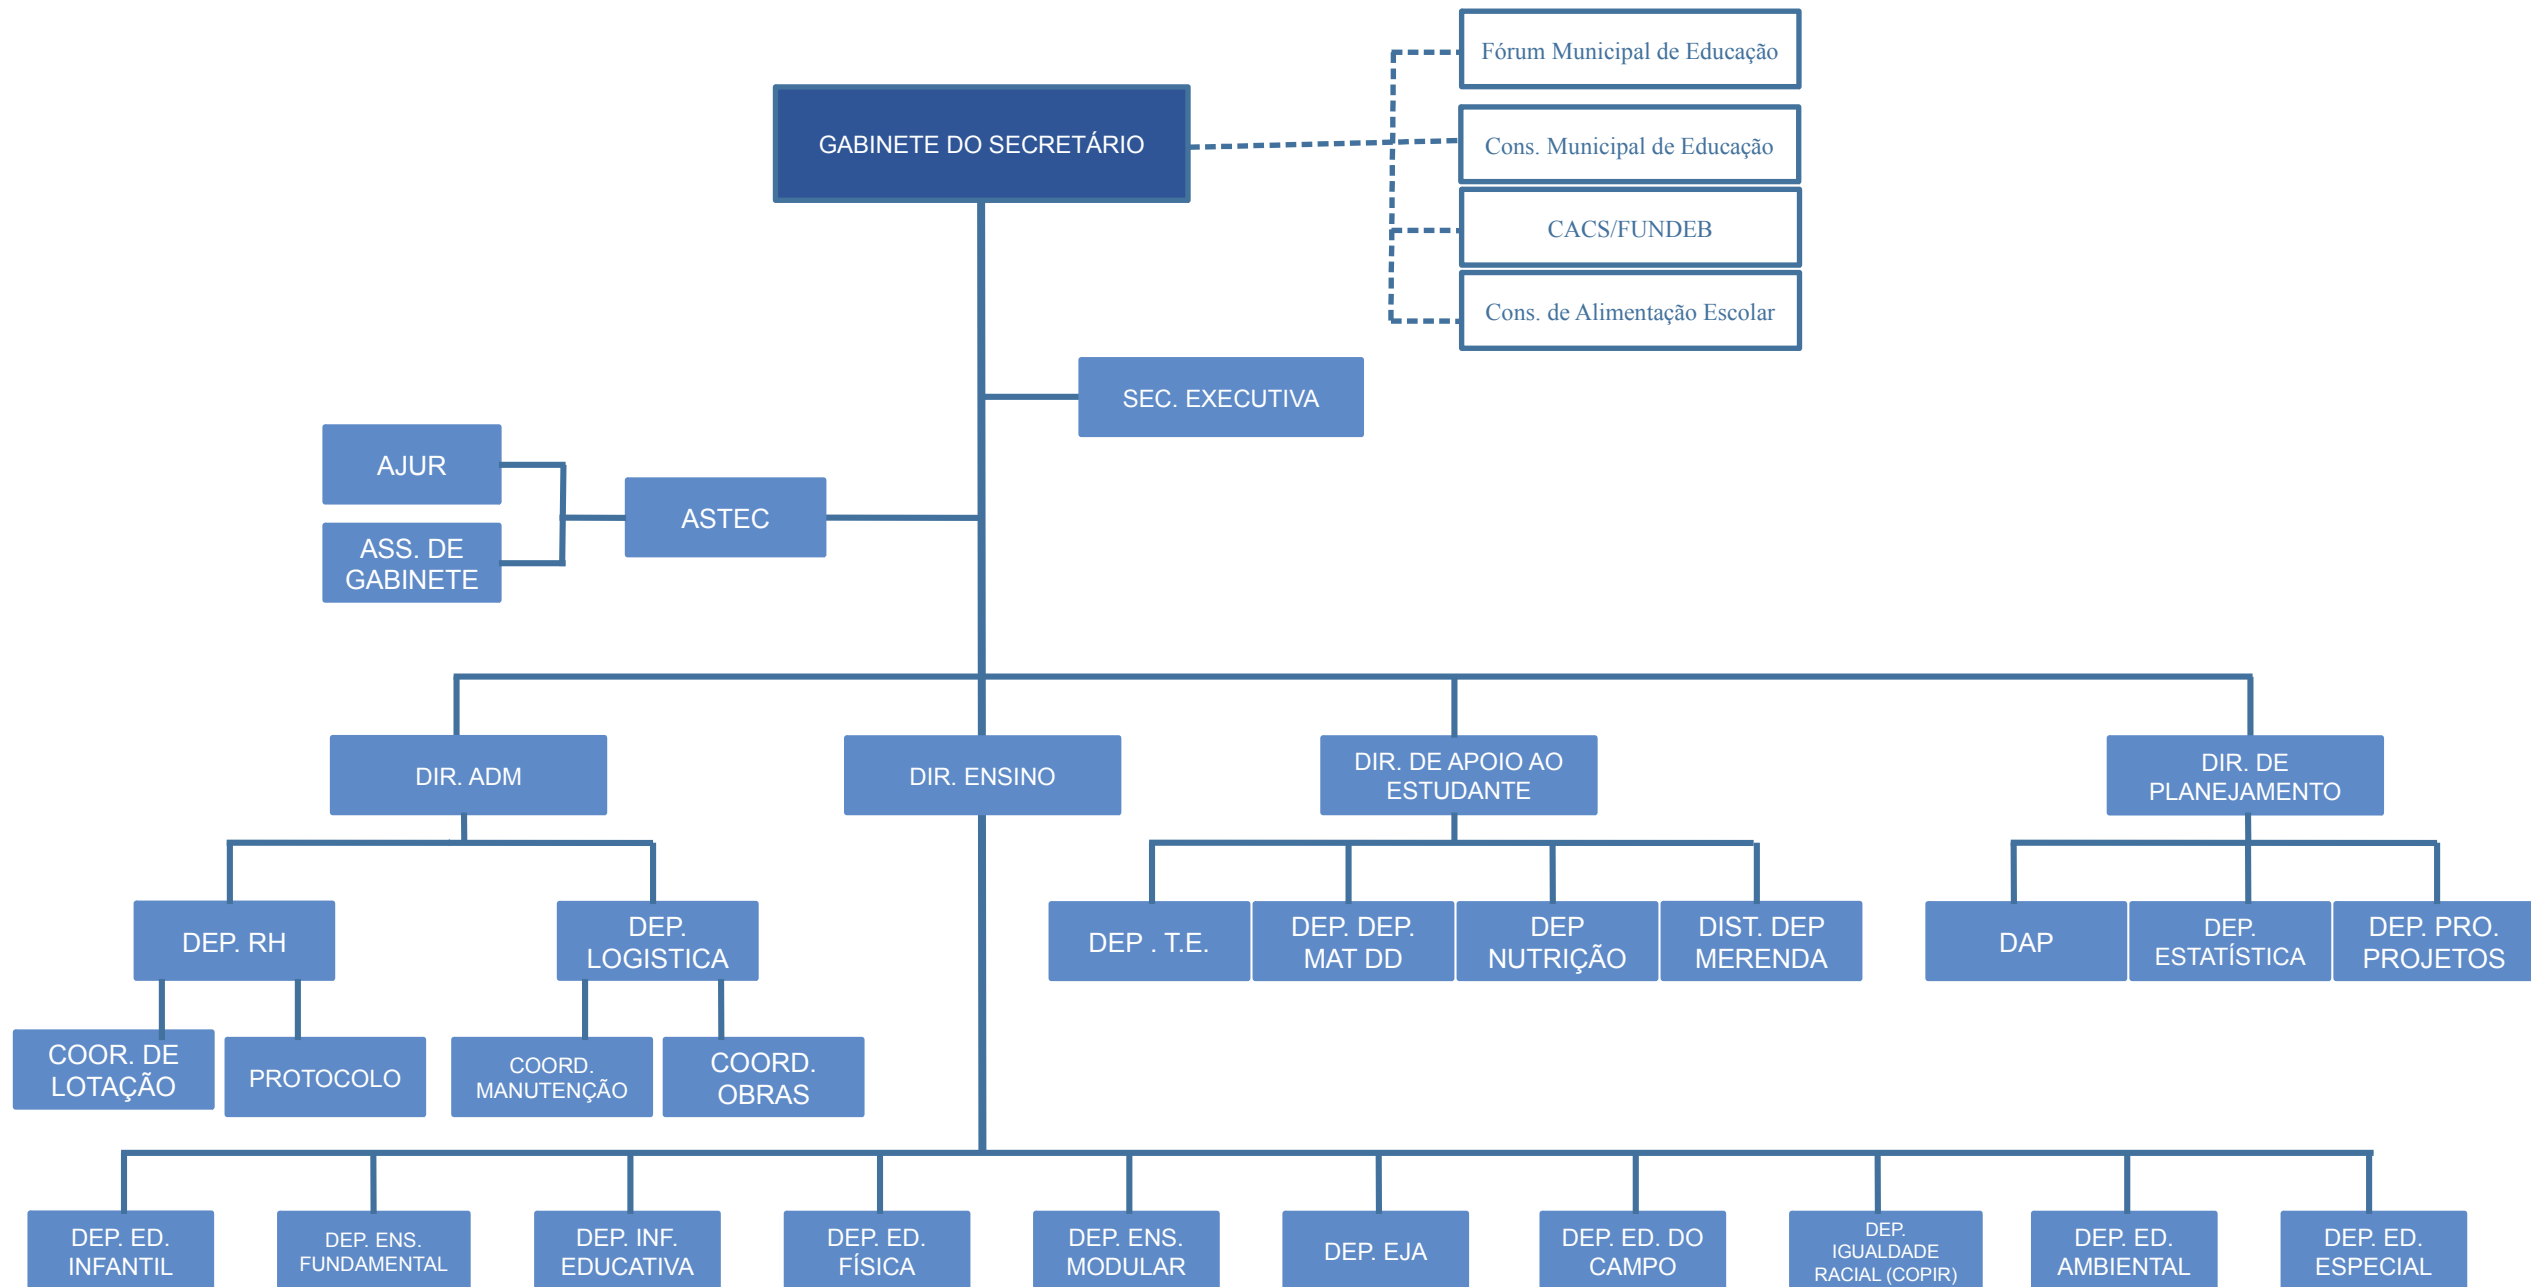 Fórum Municipal de Educação
GABINETE DO SECRETÁRIO
Cons. Municipal de Educação
CACS/FUNDEB
Cons. de Alimentação Escolar
SEC. EXECUTIVA
AJUR
ASTEC
ASS. DE
GABINETE
DIR. ADM
DIR. ENSINO
DIR. DE APOIO AO
ESTUDANTE
DIR. DE
PLANEJAMENTO
DEP. RH
DEP.
LOGISTICA
DEP . T.E.
DEP. DEP.
MAT DD
DEP
NUTRIÇÃO
DIST. DEP
MERENDA
DAP
DEP.
ESTATÍSTICA
DEP. PRO.
PROJETOS
COOR. DE
LOTAÇÃO
PROTOCOLO
COORD.
MANUTENÇÃO
COORD.
OBRAS
DEP. ED.
INFANTIL
DEP. ENS.
FUNDAMENTAL
DEP. INF.
EDUCATIVA
DEP. ED.
FÍSICA
DEP. ENS.
MODULAR
DEP. EJA
DEP. ED. DO
CAMPO
DEP.
IGUALDADE
RACIAL (COPIR)
DEP. ED.
AMBIENTAL
DEP. ED.
ESPECIAL